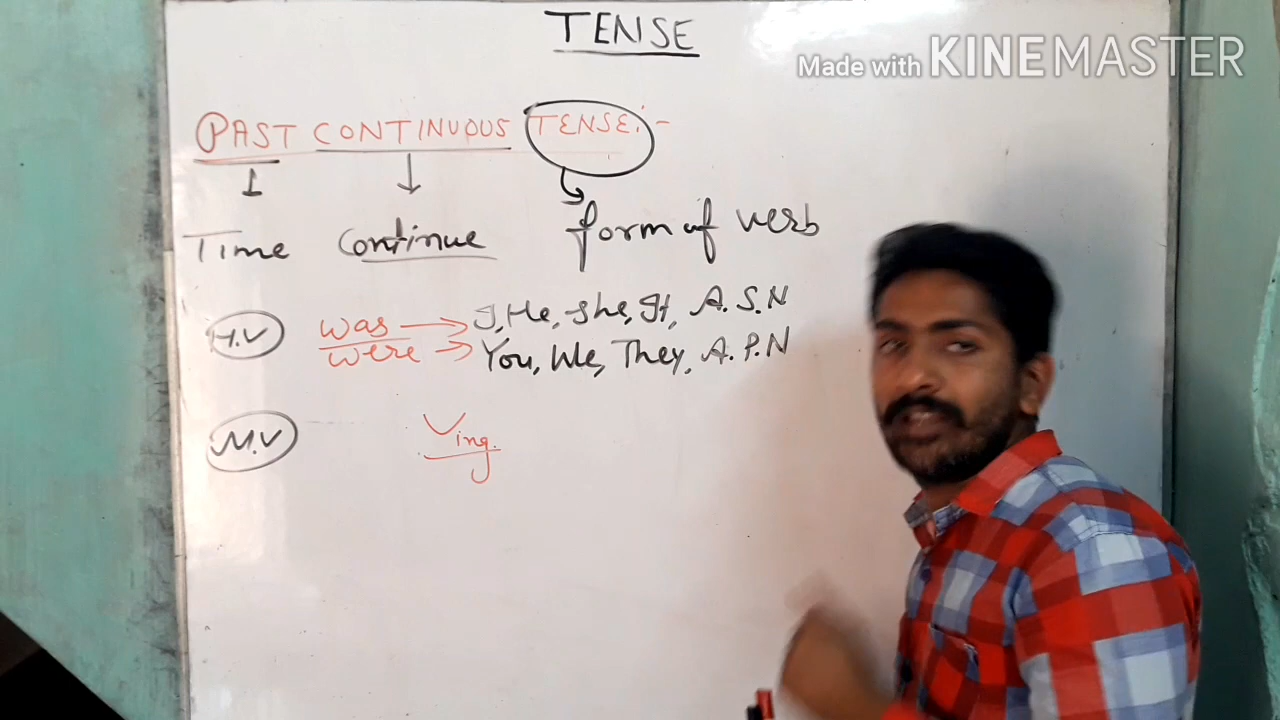 TENSE
Made with KINEMASTER
PAST CONTINUOUS TENSE:-
Time Continue form of verb
H.V was → I, He, She, It, A.S.N
were → You, We, They, A.P.N
M.V Ving.